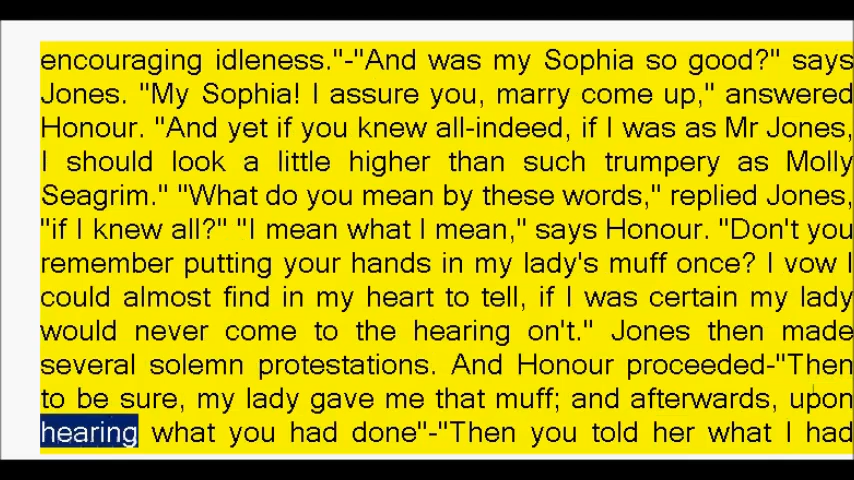 encouraging idleness."-"And was my Sophia so good?" says
Jones. "My Sophia! I assure you, marry come up," answered
Honour. "And yet if you knew all-indeed, if I was as Mr Jones,
I should look a little higher than such trumpery as Molly
Seagrim." "What do you mean by these words," replied Jones,
"if I knew all?" "I mean what I mean," says Honour. "Don't you
remember putting your hands in my lady's muff once? I vow I
could almost find in my heart to tell, if I was certain my lady
would never come to the hearing on't." Jones then made
several solemn protestations. And Honour proceeded-"Then
to be sure, my lady gave me that muff; and afterwards, upon
hearing what you had done"-"Then you told her what I had